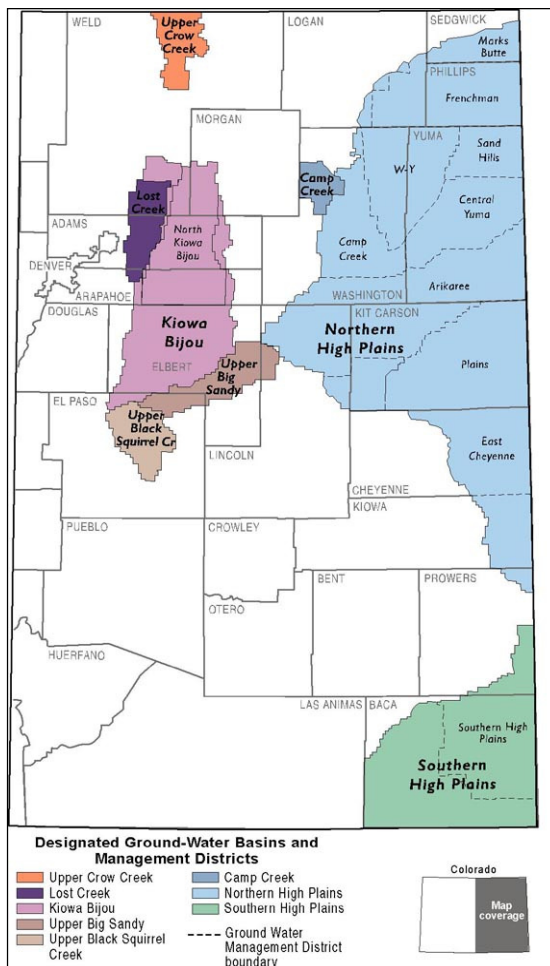 WELD
Upper
Crow
Creek
LOGAN
SEDGWICK
Marks
Butte
PHILLIPS
Frenchman
MORGAN
YUMA
Sand
Hills
W-Y
Camp
Creek
Lost
Creek
Central
Yuma
ADAMS
North
Kiowa
Bijou
Camp
Creek
DENVER
Arikaree
ARAPAHOE
WASHINGTON
DOUGLAS
KIT CARSON
Kiowa
Bijou
Northern
High Plains
ELBERT
Upper
Big
Sandy
Plains
EL PASO
Upper
Black
Squirrel Cr
East
Cheyenne
LINCOLN
CHEYENNE
KIOWA
PUEBLO
CROWLEY
BENT
PROWERS
OTERO
HUERFANO
LAS ANIMAS
BACA
Southern High
Plains
Southern
High Plains
Designated Ground-Water Basins and
Management Districts
Upper Crow Creek
Lost Creek
Kiowa Bijou
Upper Big Sandy
Upper Black Squirrel
Creek
Camp Creek
Northern High Plains
Southern High Plains
Ground Water
Management District
boundary
Colorado
Map
coverage